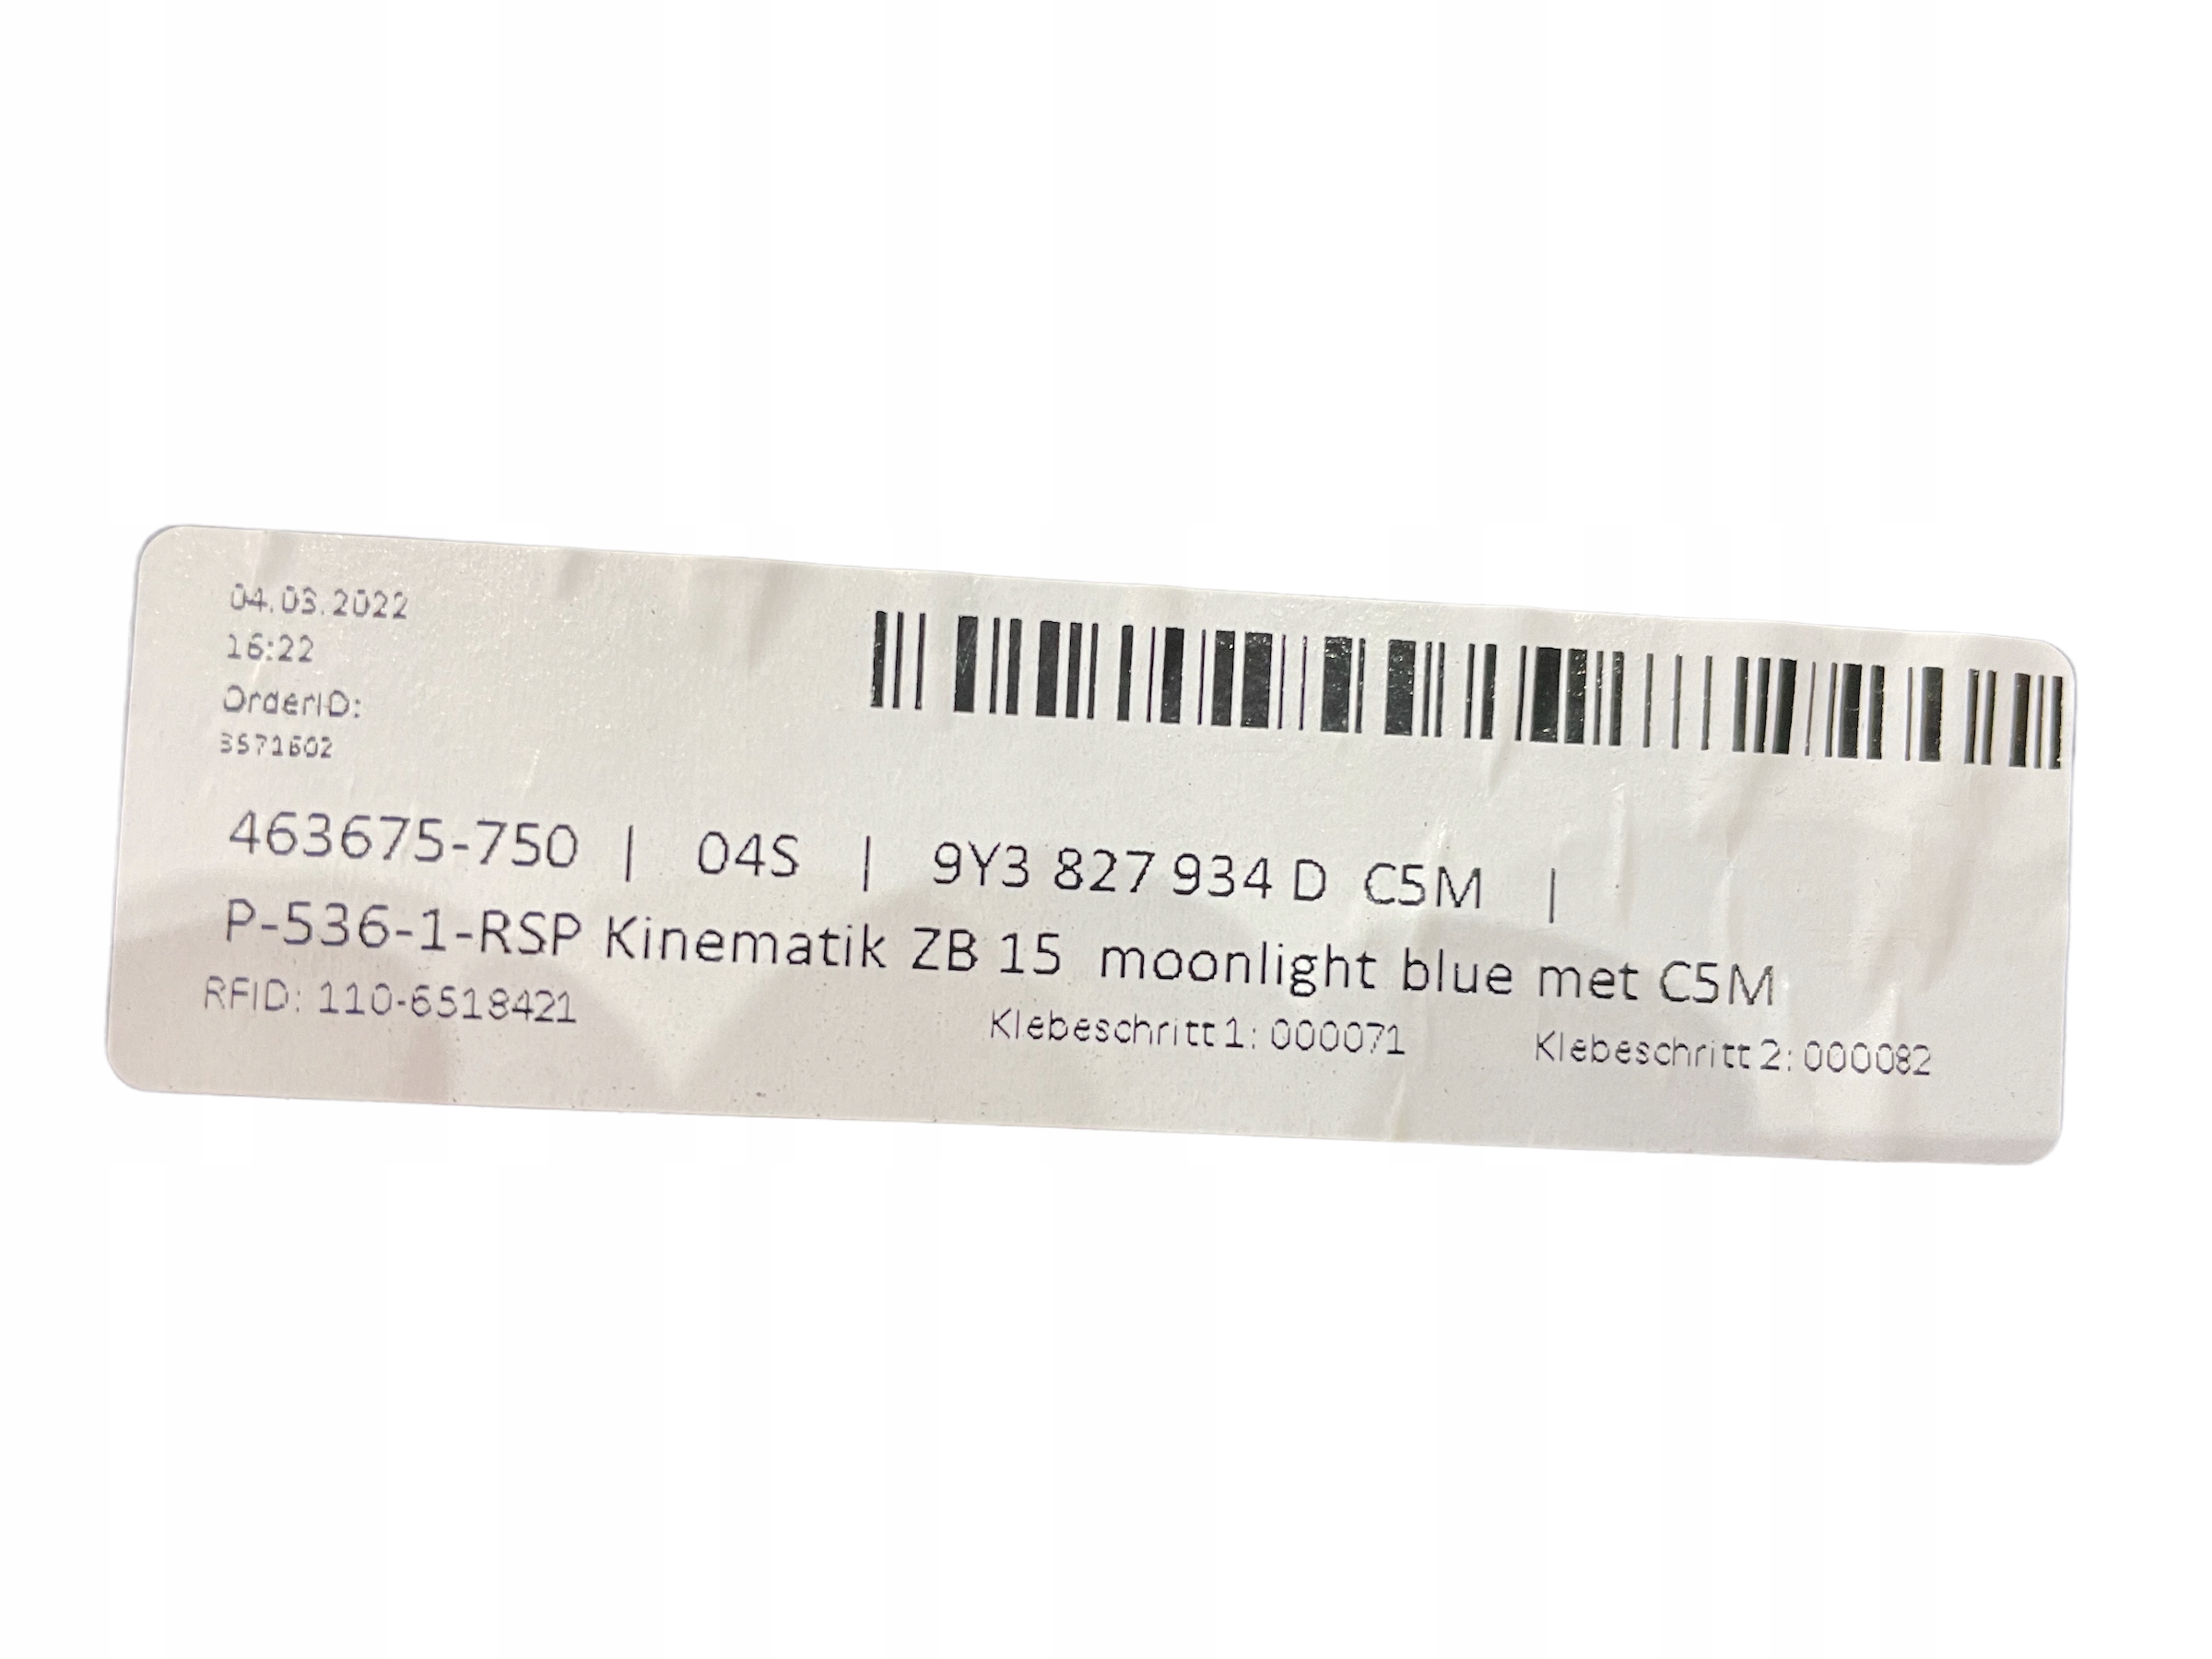 04.03.2022
16:22
OrderID:
3571602
463675-750 | 04S | 9Y3 827 934 D C5M |
P-536-1-RSP Kinematik ZB 15 moonlight blue met C5M
RFID: 110-6518421
Klebeschritt 1: 000071 Klebeschritt 2: 000082